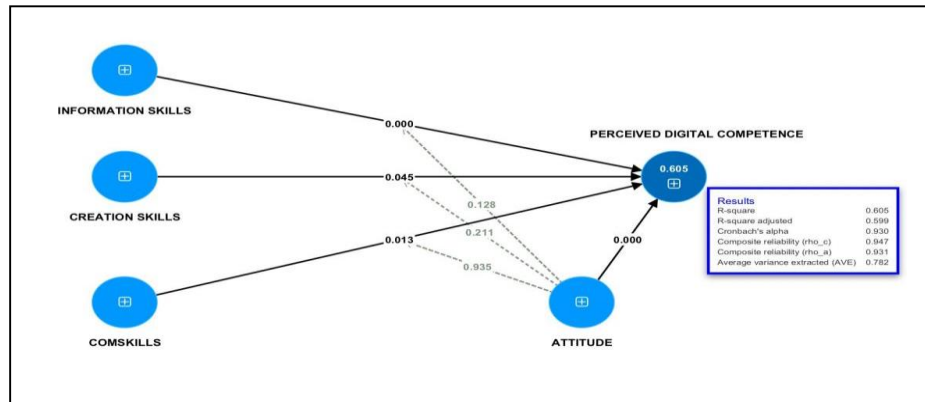 INFORMATION SKILLS
0.000
PERCEIVED DIGITAL COMPETENCE
0.605
CREATION SKILLS
0.045
0.128
0.211
0.013
0.935
0.000
COMSKILLS
ATTITUDE
Results
R-square 0.605
R-square adjusted 0.599
Cronbach's alpha 0.930
Composite reliability (rho_c) 0.947
Composite reliability (rho_a) 0.931
Average variance extracted (AVE) 0.782